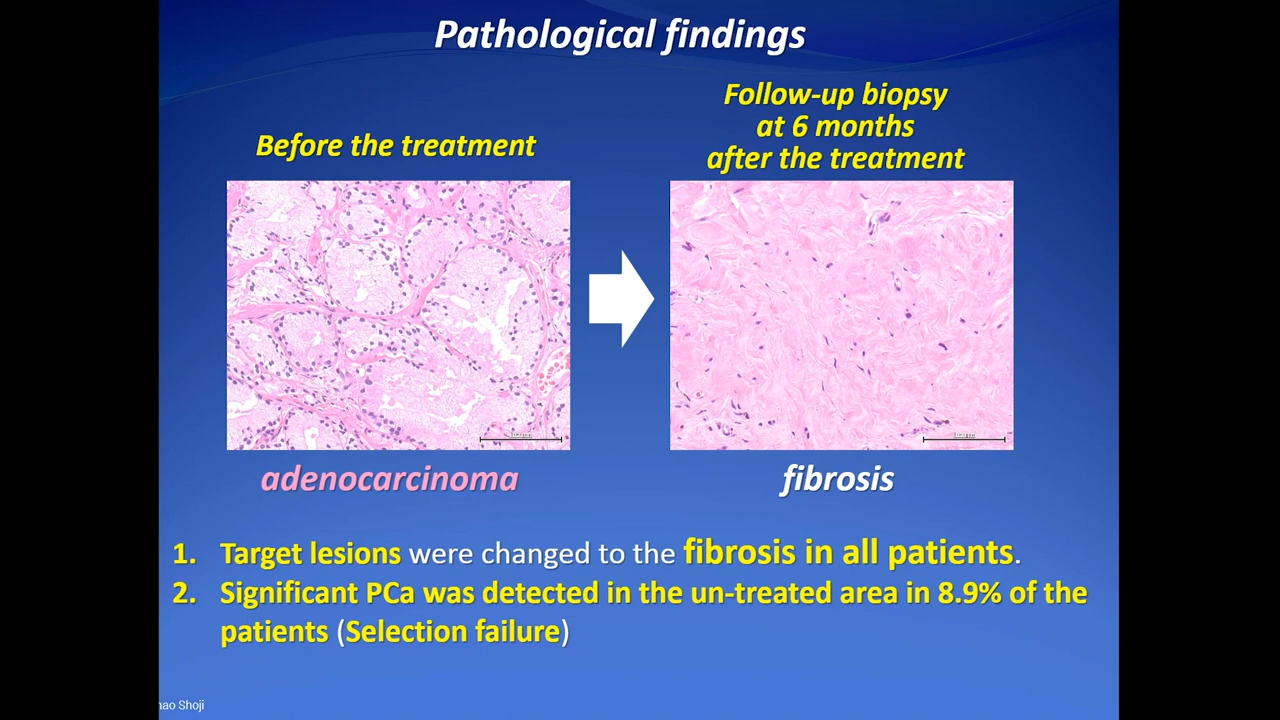 Pathological findings
Before the treatment
Follow-up biopsy
at 6 months
after the treatment
adenocarcinoma
fibrosis
1. Target lesions were changed to the fibrosis in all patients.
2. Significant PCa was detected in the un-treated area in 8.9% of the
patients (Selection failure)
Shoji